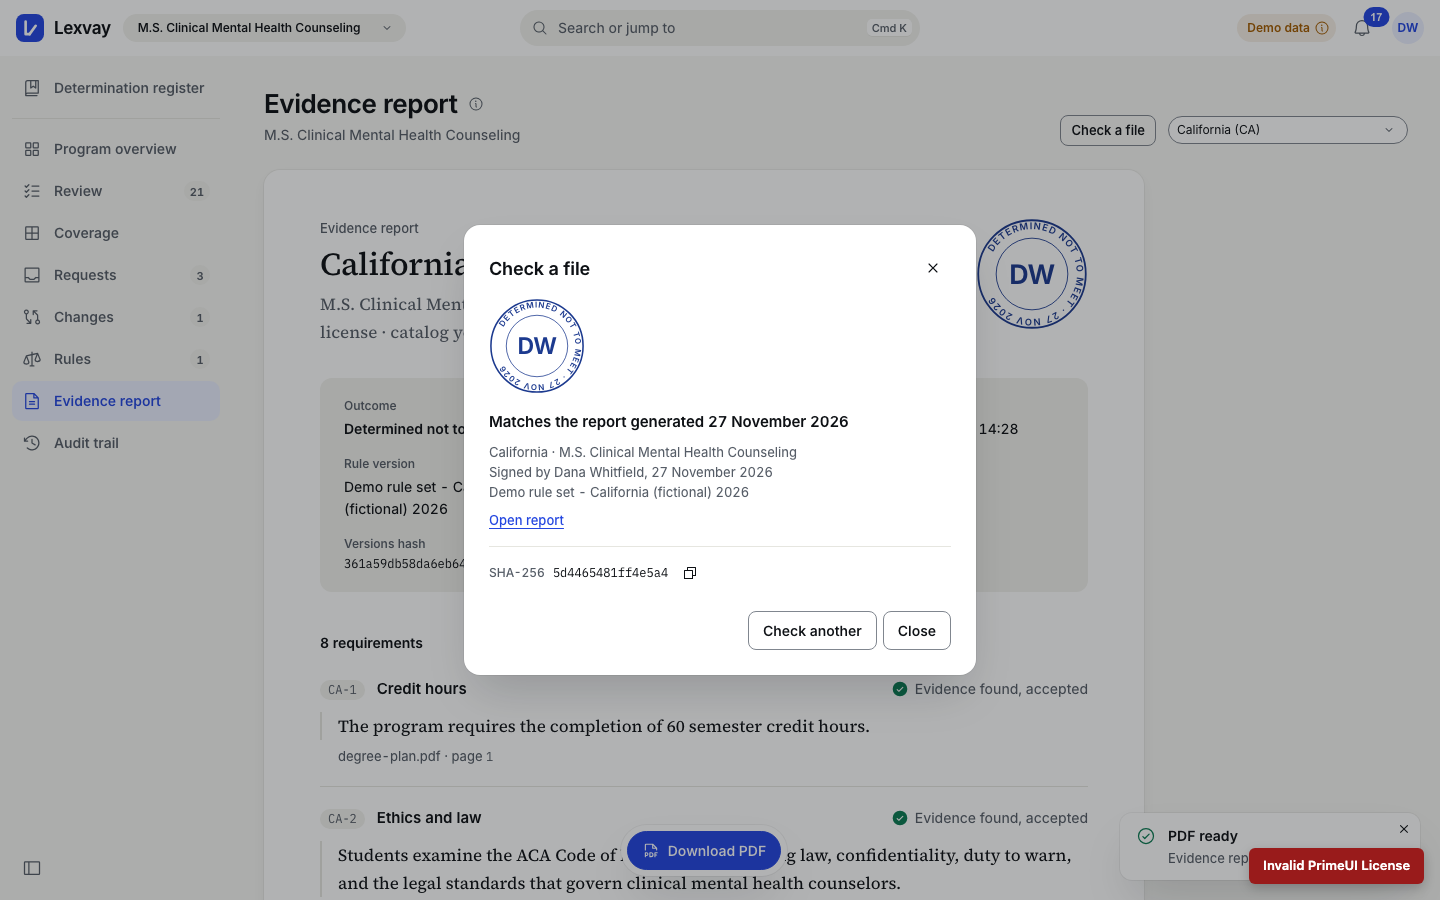 Lexvay
M.S. Clinical Mental Health Counseling
Search or jump to
Cmd K
Demo data
17
DW
Determination register
Program overview
Review
21
Coverage
Requests
3
Changes
1
Rules
1
Evidence report
Audit trail
Evidence report
M.S. Clinical Mental Health Counseling
Check a file
California (CA)
Evidence report
California
M.S. Clinical Ment
license · catalog y
DETERMINED NOT TO MEET · 27 NOV 2026
DW
Outcome
Determined not to
14:28
Rule version
Demo rule set - C
(fictional) 2026
Versions hash
361a59db58da6eb64
Check a file
DETERMINED NOT TO MEET · 27 NOV 2026
DW
Matches the report generated 27 November 2026
California · M.S. Clinical Mental Health Counseling
Signed by Dana Whitfield, 27 November 2026
Demo rule set - California (fictional) 2026
Open report
SHA-256 5d4465481ff4e5a4
Check another
Close
8 requirements
CA-1 Credit hours
Evidence found, accepted
The program requires the completion of 60 semester credit hours.
degree-plan.pdf · page 1
CA-2 Ethics and law
Evidence found, accepted
Students examine the ACA Code of
g law, confidentiality, duty to warn,
and the legal standards that govern clinical mental health counselors.
PDF
Download PDF
PDF ready
Evidence rep
Invalid PrimeUI License